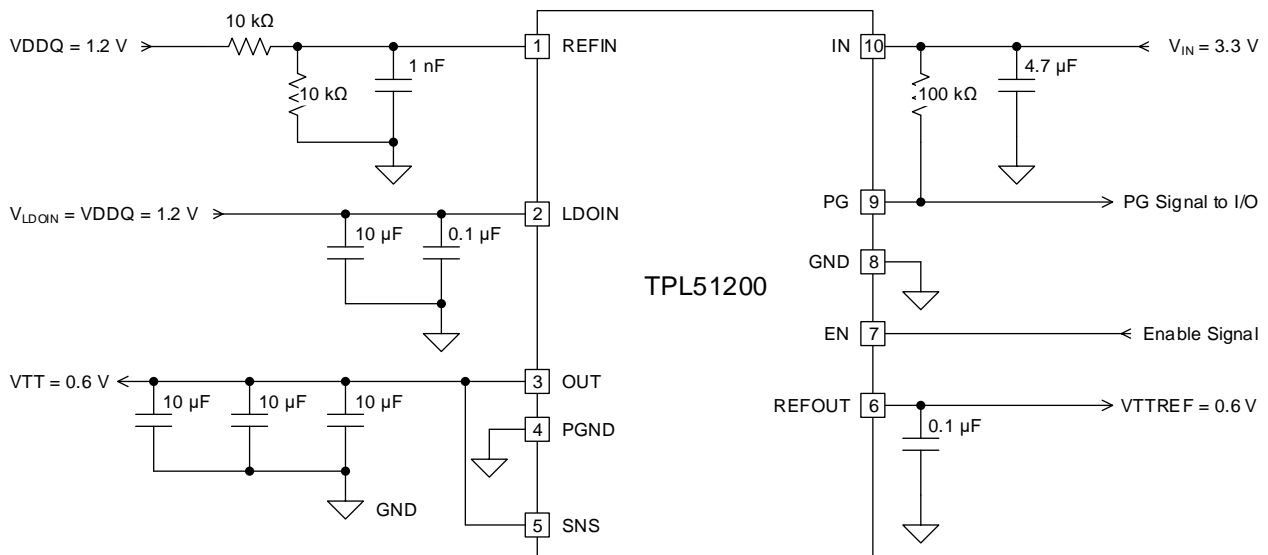 10 kΩ
VDDQ = 1.2 V
1
REFIN
1 nF
10 kΩ
VLDOIN = VDDQ = 1.2 V
2
LDOIN
10 µF
0.1 µF
VTT = 0.6 V
3
OUT
10 µF
10 µF
10 µF
4
PGND
GND
5
SNS
TPL51200
IN
10
VIN = 3.3 V
4.7 µF
100 kΩ
PG
9
PG Signal to I/O
GND
8
EN
7
Enable Signal
REFOUT
6
VTTREF = 0.6 V
0.1 µF